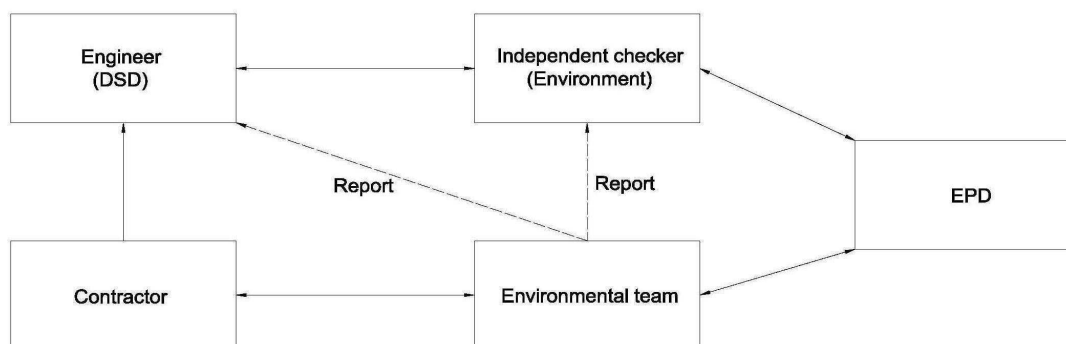 Engineer
(DSD)
Independent checker
(Environment)
EPD
Report
Report
Contractor
Environmental team